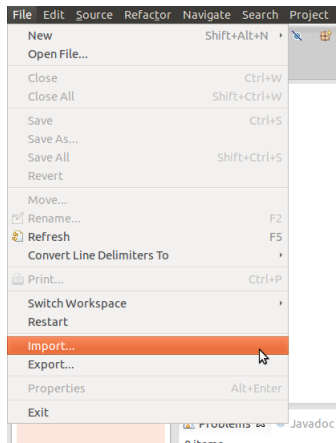 File Edit Source Refactor Navigate Search Project
New Shift+Alt+N
Open File...
Close Ctrl+W
Close All Shift+Ctrl+W
Save Ctrl+S
Save As...
Save All Shift+Ctrl+S
Revert
Move...
Rename... F2
Refresh F5
Convert Line Delimiters To
Print... Ctrl+P
Switch Workspace
Restart
Import...
Export...
Properties Alt+Enter
Exit
Problems Javadoc
0 items